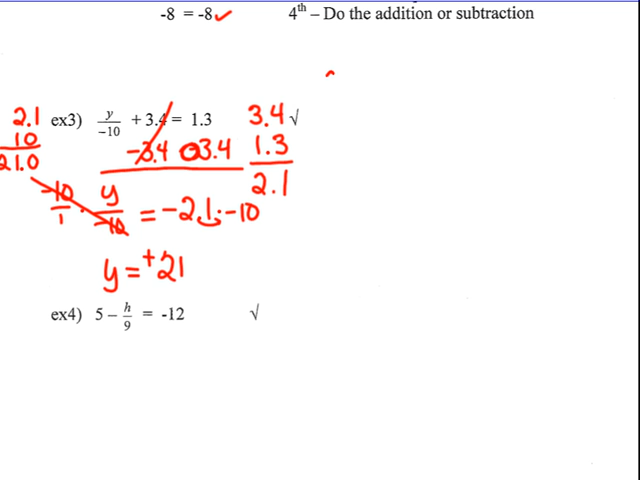 -8 = -8 ✓ 4th – Do the addition or subtraction
2.1 ex3) y/-10 + 3.4 = 1.3 3.4 √
10 -3.4 -3.4 1.3
21.0 2.1
-10/1 · y/-10 = -2.1 · -10
y = +21
ex4) 5 – h/9 = -12 √